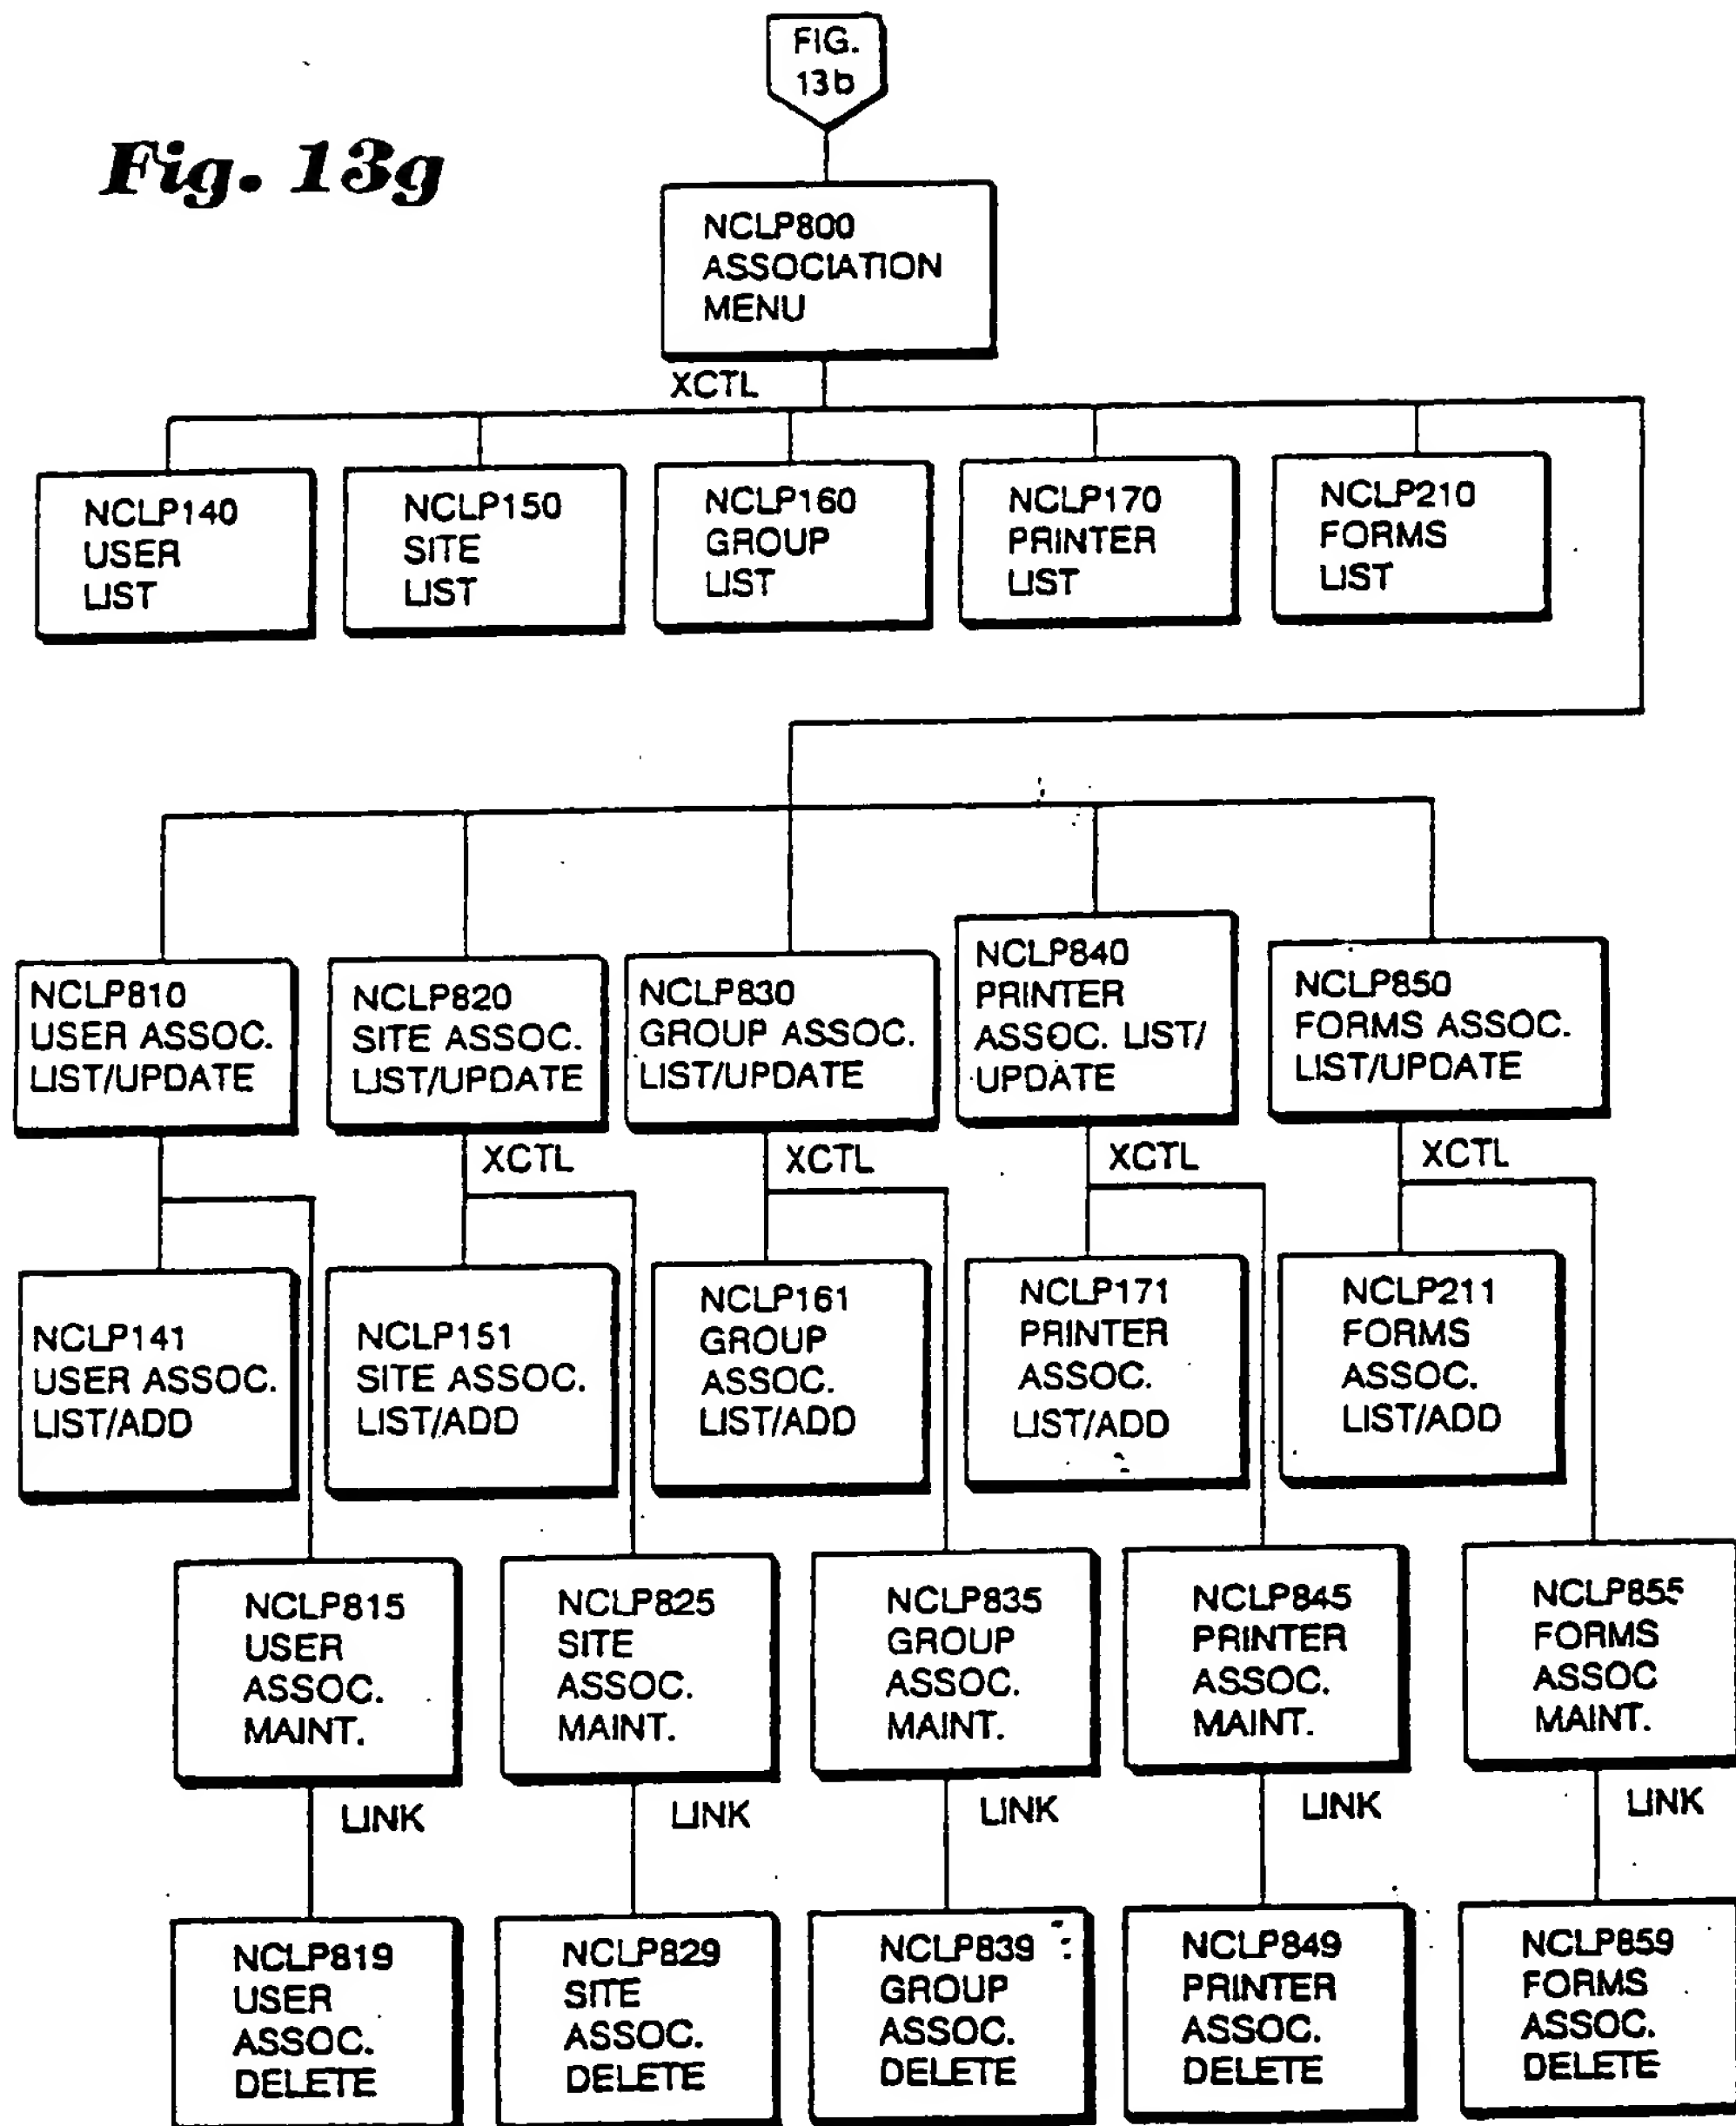 FIG.
13b
Fig. 13g
NCLP800
ASSOCIATION
MENU
XCTL
NCLP140
USER
LIST
NCLP150
SITE
LIST
NCLP160
GROUP
LIST
NCLP170
PRINTER
LIST
NCLP210
FORMS
LIST
NCLP810
USER ASSOC.
LIST/UPDATE
NCLP820
SITE ASSOC.
LIST/UPDATE
NCLP830
GROUP ASSOC.
LIST/UPDATE
NCLP840
PRINTER
ASSOC. LIST/
UPDATE
NCLP850
FORMS ASSOC.
LIST/UPDATE
XCTL
XCTL
XCTL
XCTL
NCLP141
USER ASSOC.
LIST/ADD
NCLP151
SITE ASSOC.
LIST/ADD
NCLP161
GROUP
ASSOC.
LIST/ADD
NCLP171
PRINTER
ASSOC.
LIST/ADD
NCLP211
FORMS
ASSOC.
LIST/ADD
NCLP815
USER
ASSOC.
MAINT.
NCLP825
SITE
ASSOC.
MAINT.
NCLP835
GROUP
ASSOC.
MAINT.
NCLP845
PRINTER
ASSOC.
MAINT.
NCLP855
FORMS
ASSOC
MAINT.
LINK
LINK
LINK
LINK
LINK
NCLP819
USER
ASSOC.
DELETE
NCLP829
SITE
ASSOC.
DELETE
NCLP839
GROUP
ASSOC.
DELETE
NCLP849
PRINTER
ASSOC.
DELETE
NCLP859
FORMS
ASSOC.
DELETE